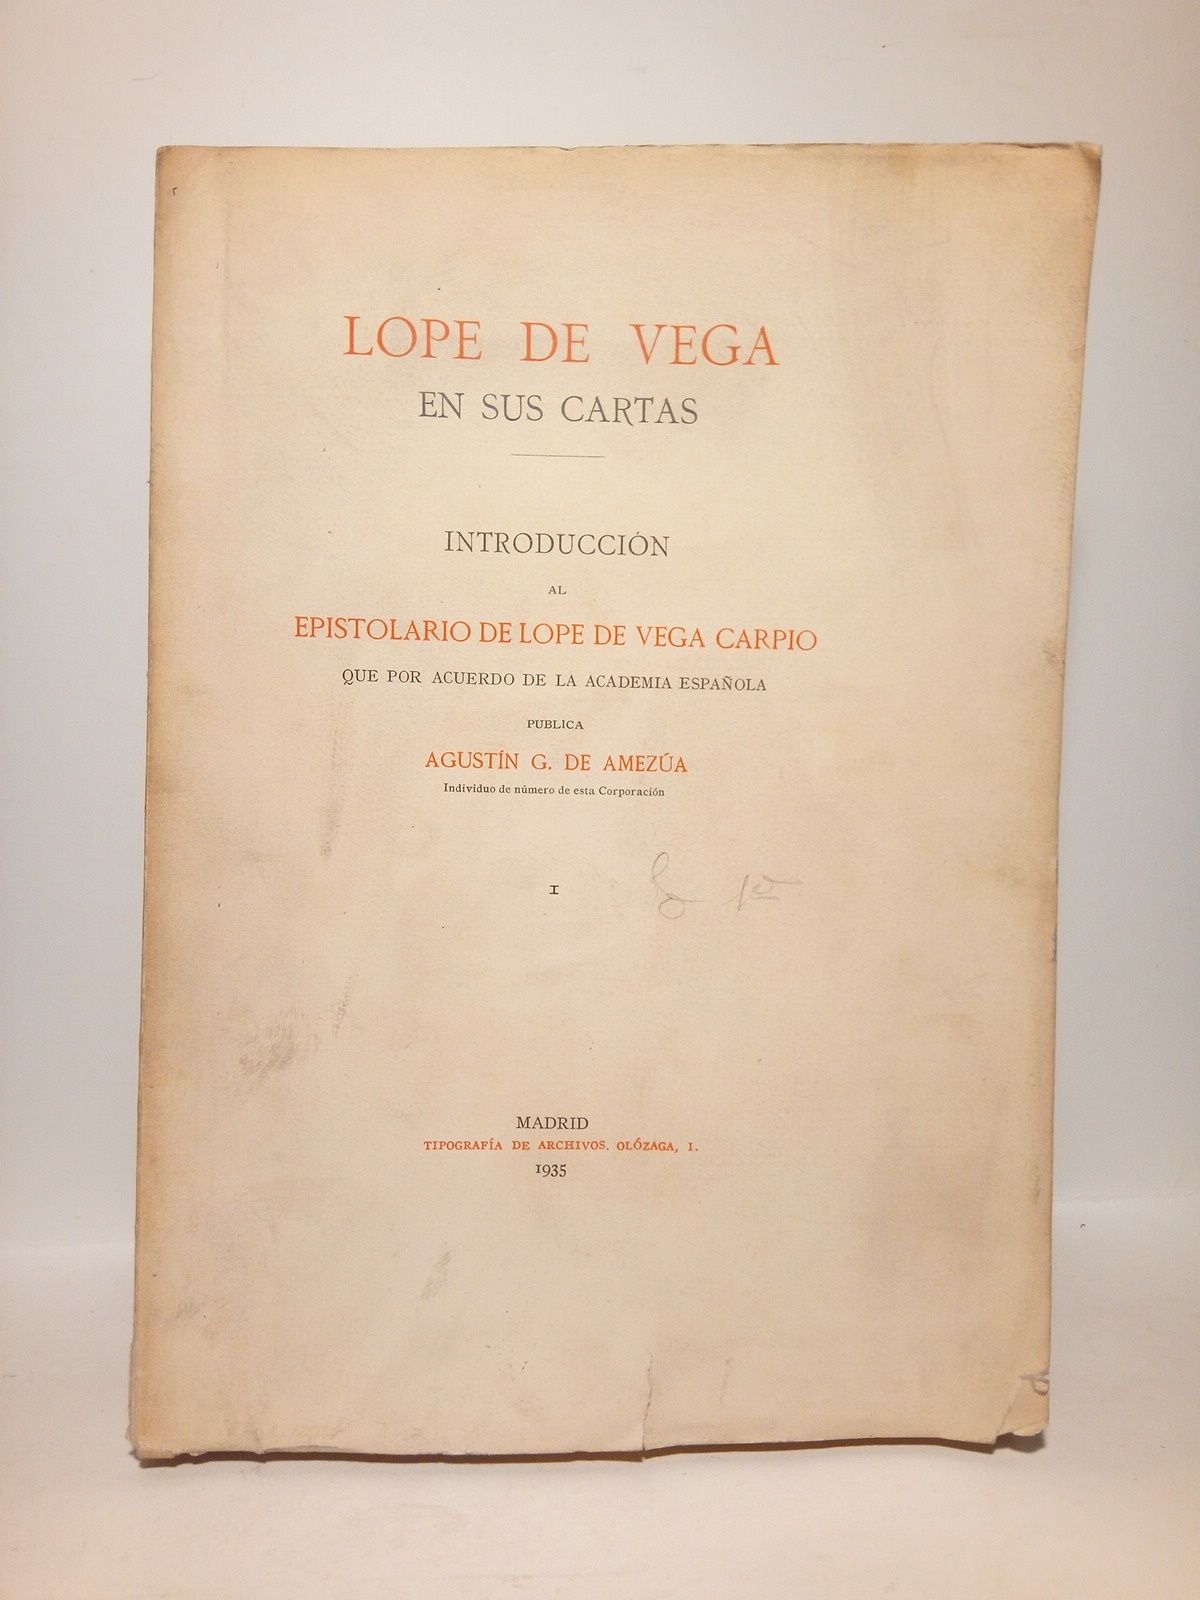 LOPE DE VEGA
EN SUS CARTAS
INTRODUCCIÓN
AL
EPISTOLARIO DE LOPE DE VEGA CARPIO
QUE POR ACUERDO DE LA ACADEMIA ESPAÑOLA
PUBLICA
AGUSTÍN G. DE AMEZÚA
Individuo de número de esta Corporación
I
MADRID
TIPOGRAFÍA DE ARCHIVOS. OLÓZAGA, I.
1935